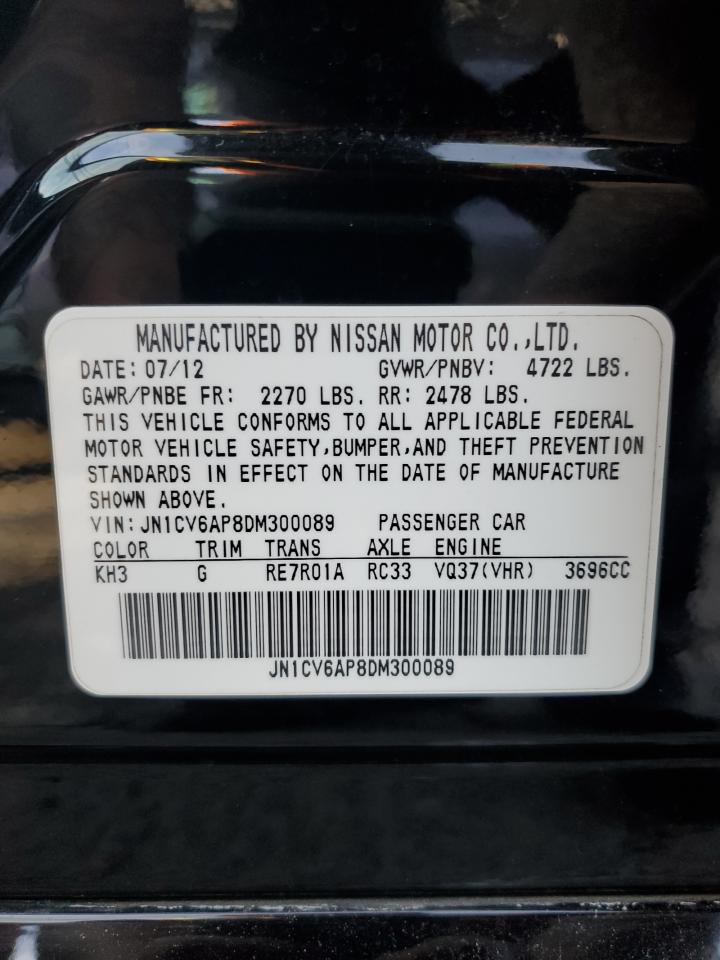 MANUFACTURED BY NISSAN MOTOR CO.,LTD.
DATE: 07/12 GVWR/PNBV: 4722 LBS.
GAWR/PNBE FR: 2270 LBS. RR: 2478 LBS.
THIS VEHICLE CONFORMS TO ALL APPLICABLE FEDERAL
MOTOR VEHICLE SAFETY,BUMPER,AND THEFT PREVENTION
STANDARDS IN EFFECT ON THE DATE OF MANUFACTURE
SHOWN ABOVE.
VIN: JN1CV6AP8DM300089 PASSENGER CAR
COLOR TRIM TRANS AXLE ENGINE
KH3 G RE7R01A RC33 VQ37(VHR) 3696CC
JN1CV6AP8DM300089